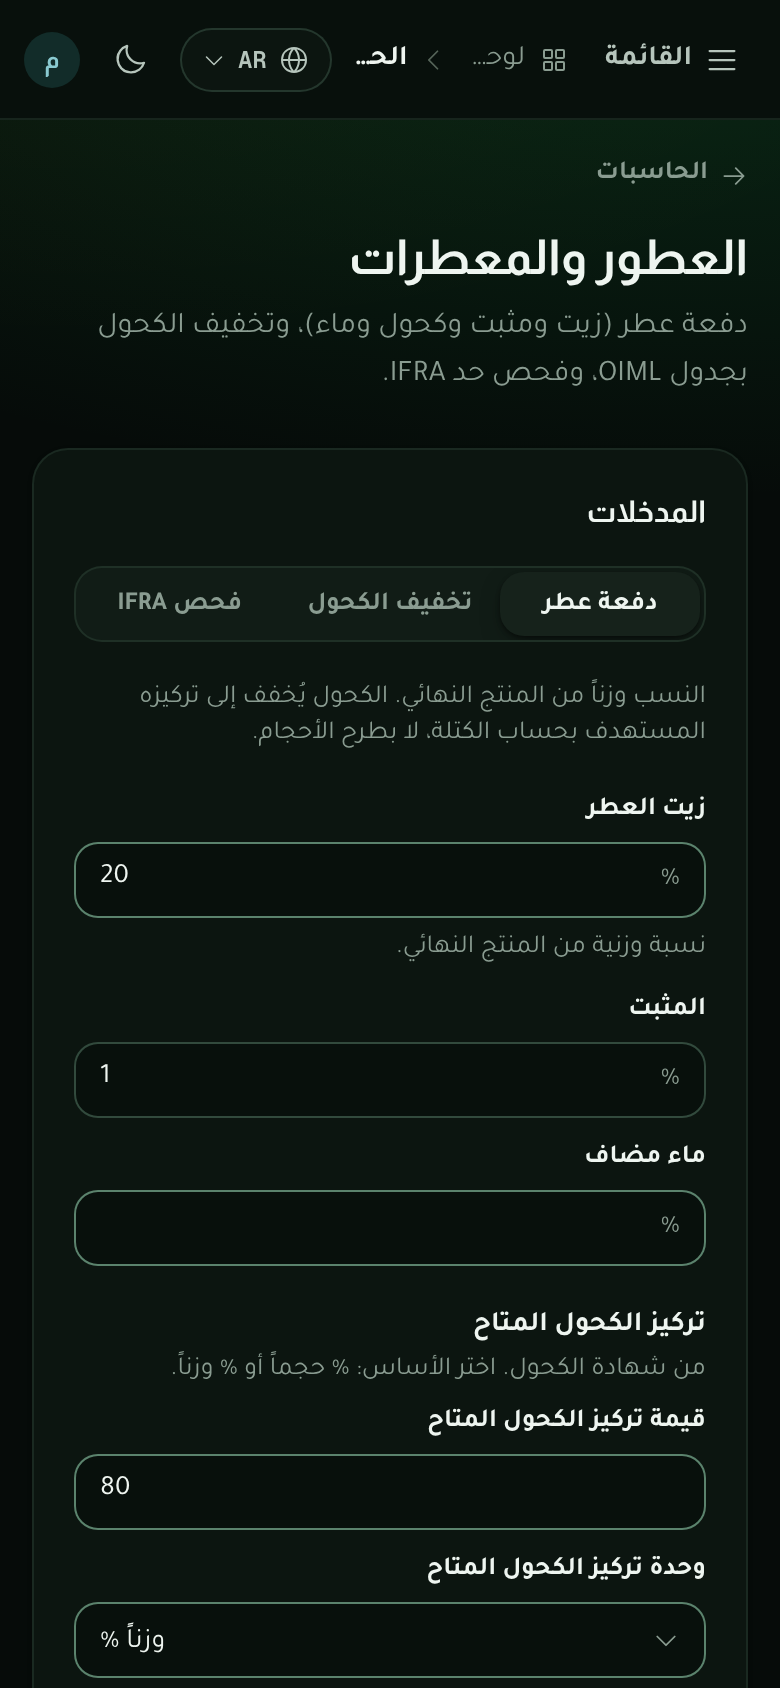 القائمة
لوحـ...
الحـ...
AR
م
الحاسبات
العطور والمعطرات
دفعة عطر (زيت ومثبت وكحول وماء)، وتخفيف الكحول
بجدول OIML، وفحص حد IFRA.
المدخلات
دفعة عطر
تخفيف الكحول
فحص IFRA
النسب وزناً من المنتج النهائي. الكحول يُخفف إلى تركيزه
المستهدف بحساب الكتلة، لا بطرح الأحجام.
زيت العطر
% 20
نسبة وزنية من المنتج النهائي.
المثبت
% 1
ماء مضاف
%
تركيز الكحول المتاح
من شهادة الكحول. اختر الأساس: % حجماً أو % وزناً.
قيمة تركيز الكحول المتاح
80
وحدة تركيز الكحول المتاح
% وزناً